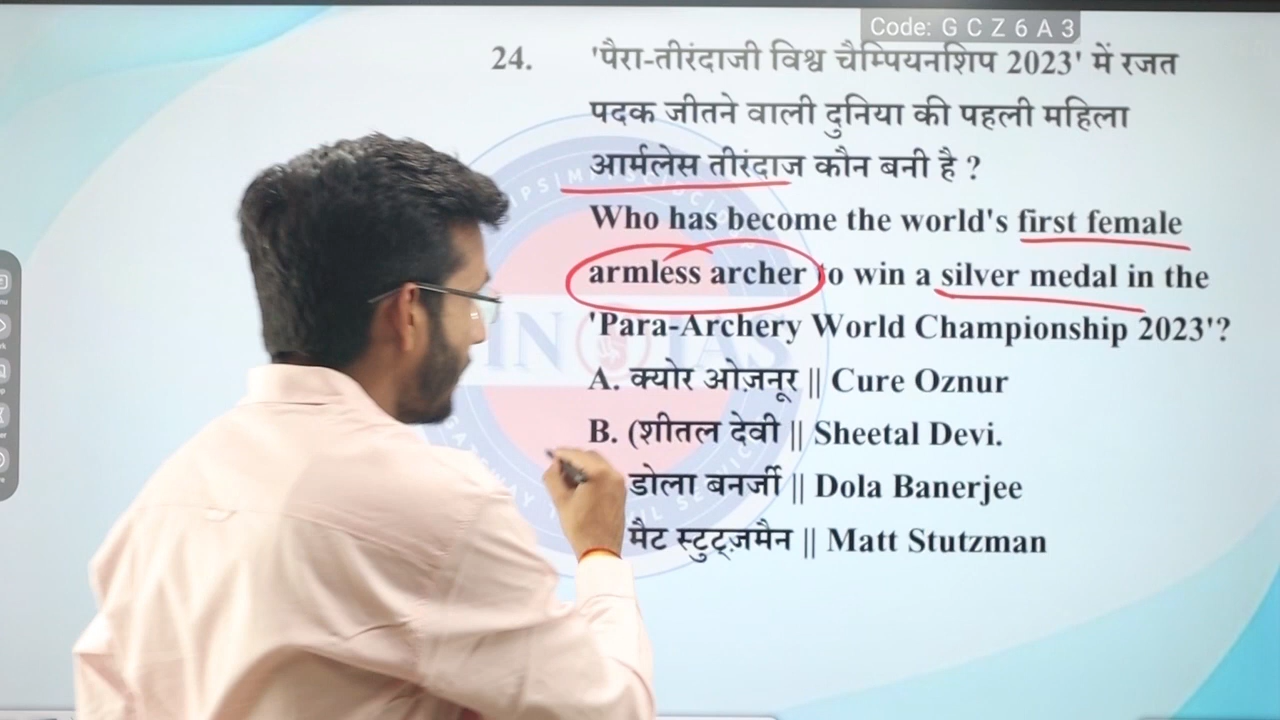 Code: G C Z 6 A 3
24. 'पैरा-तीरंदाजी विश्व चैम्पियनशिप 2023' में रजत
पदक जीतने वाली दुनिया की पहली महिला
आर्मलेस तीरंदाज कौन बनी है ?
Who has become the world's first female
armless archer to win a silver medal in the
'Para-Archery World Championship 2023'?
A. क्योर ओज़नूर || Cure Oznur
B. (शीतल देवी || Sheetal Devi.
डोला बनर्जी || Dola Banerjee
मैट स्टुट्ज़मैन || Matt Stutzman